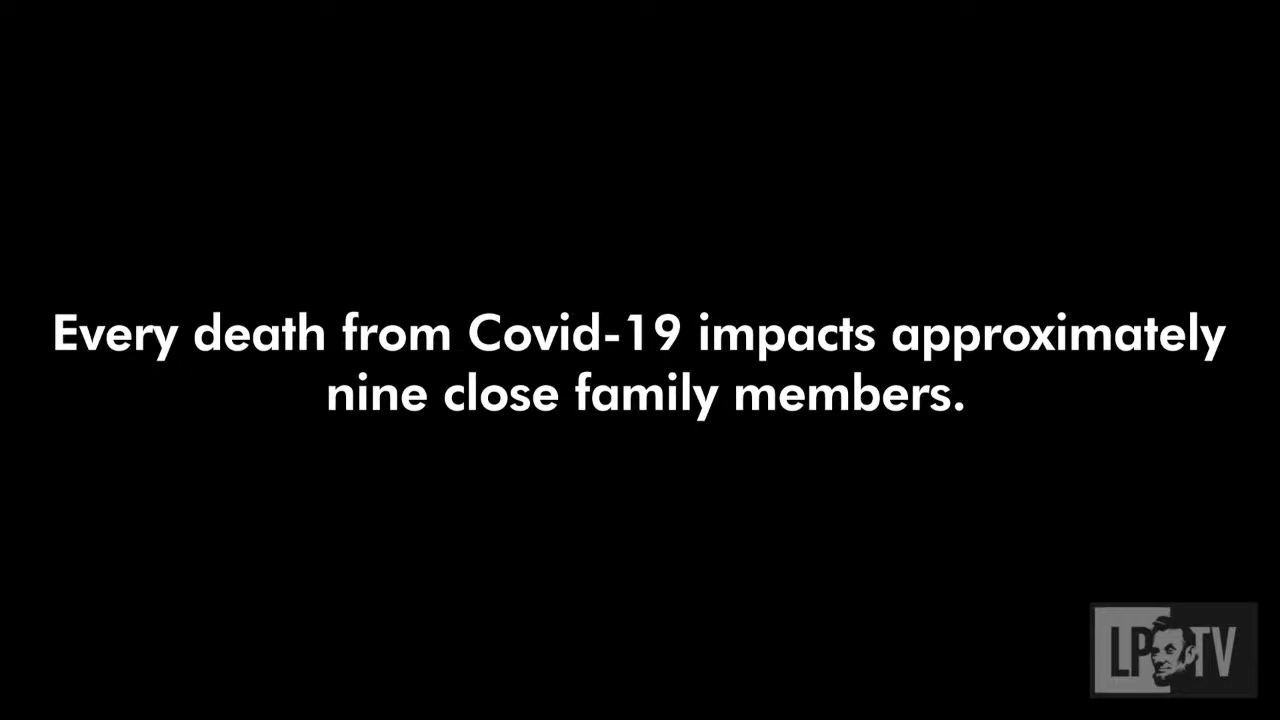 Every death from Covid-19 impacts approximately
nine close family members.
LP TV